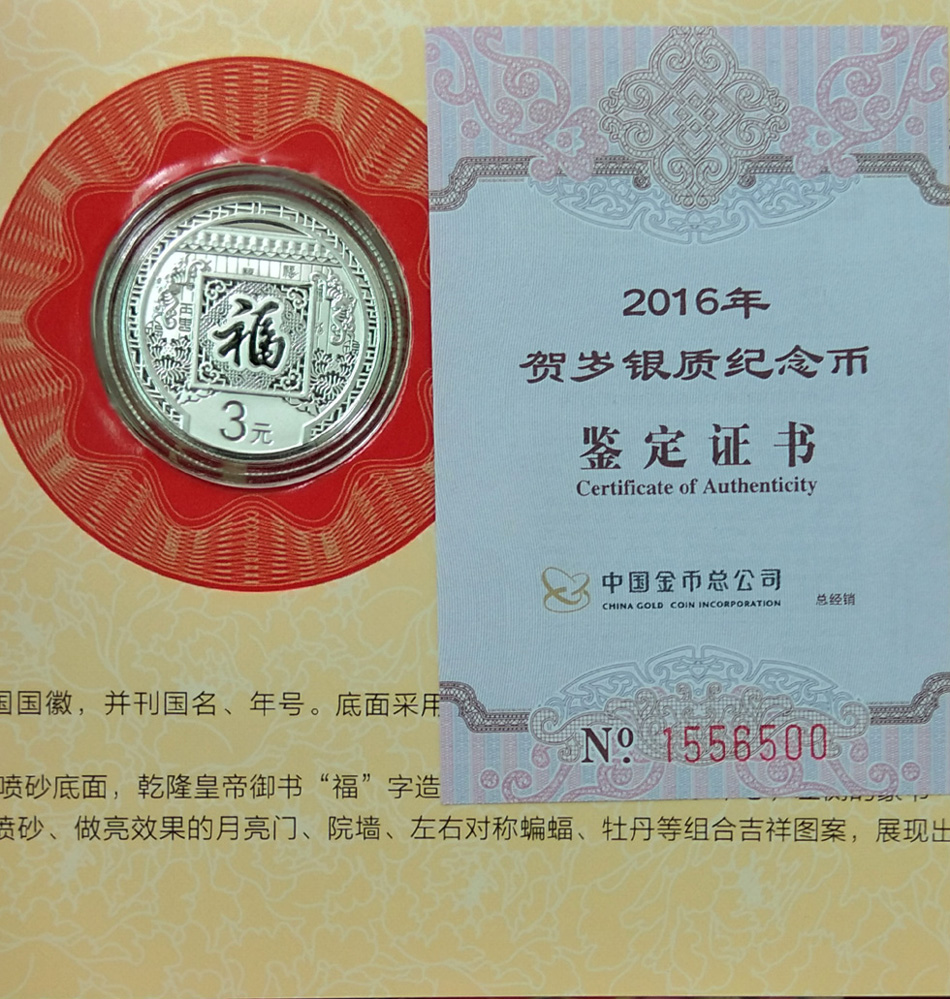 福
3元
2016年
贺岁银质纪念币
鉴定证书
Certificate of Authenticity
中国金币总公司
CHINA GOLD COIN INCORPORATION
总经销
国国徽，并刊国名、年号。底面采用
Nº. 1556500
喷砂底面，乾隆皇帝御书“福”字造
喷砂、做亮效果的月亮门、院墙、左右对称蝙蝠、牡丹等组合吉祥图案，展现出